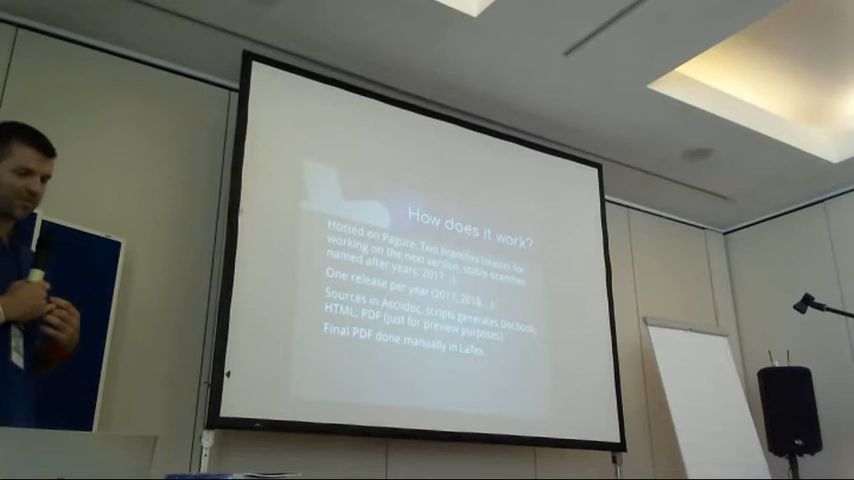 How does it work?
Hosted on Pagure. Two branches (master for
working on the next version, stable branches
named after years: 2017...)
One release per year (2017, 2018...)
Sources in Asciidoc, scripts generates Docbook,
HTML, PDF (just for preview purposes)
Final PDF done manually in LaTex.